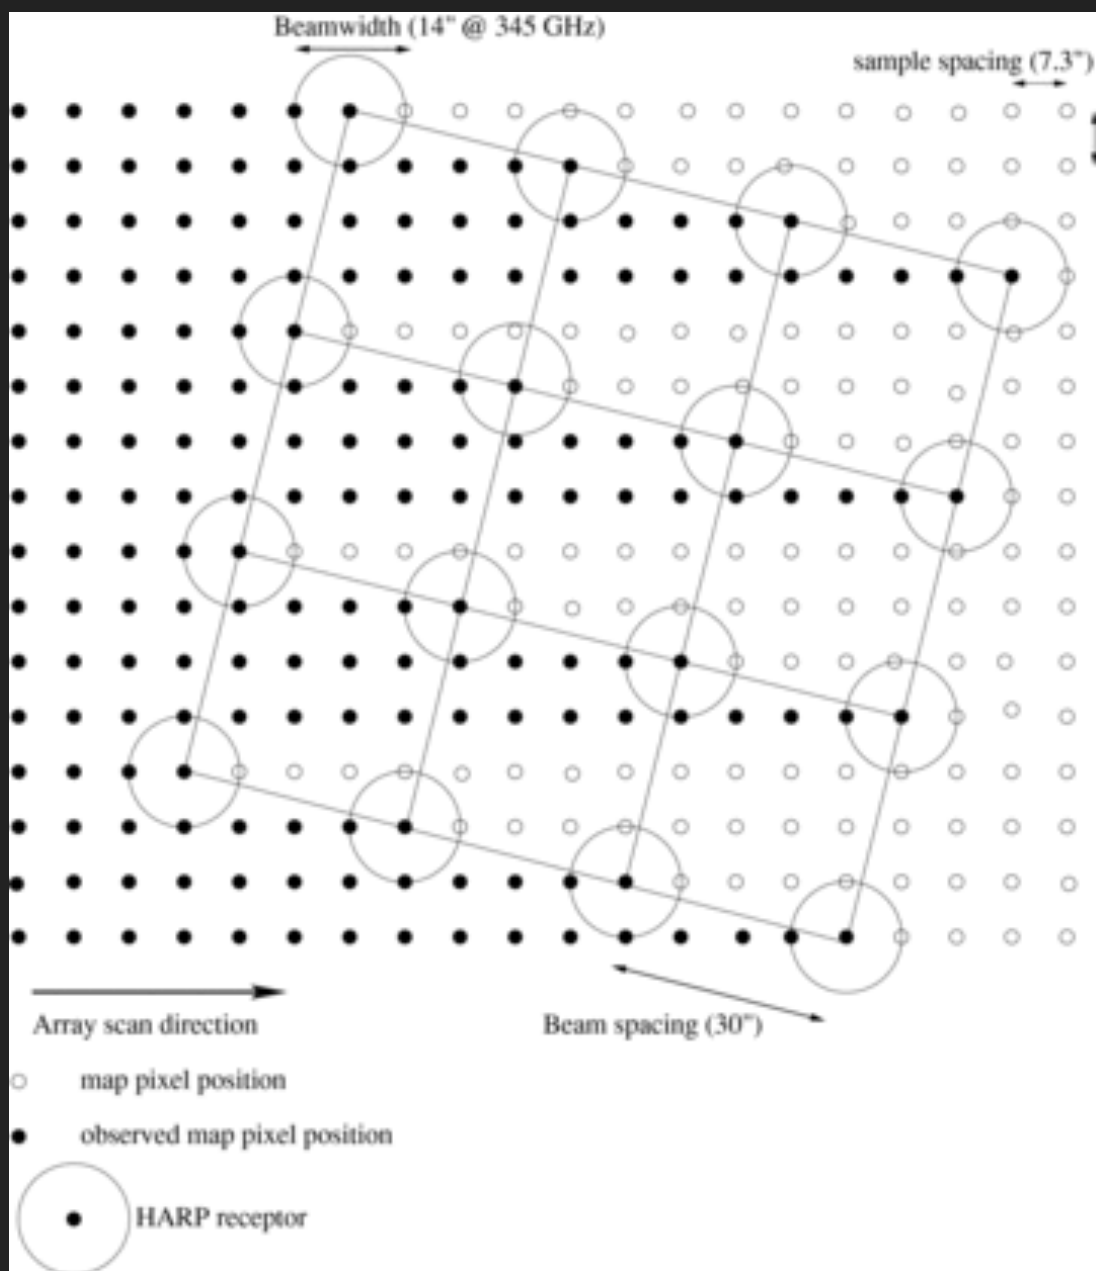 Beamwidth (14" @ 345 GHz)
sample spacing (7.3")
Beam spacing (30")
Array scan direction
map pixel position
observed map pixel position
HARP receptor